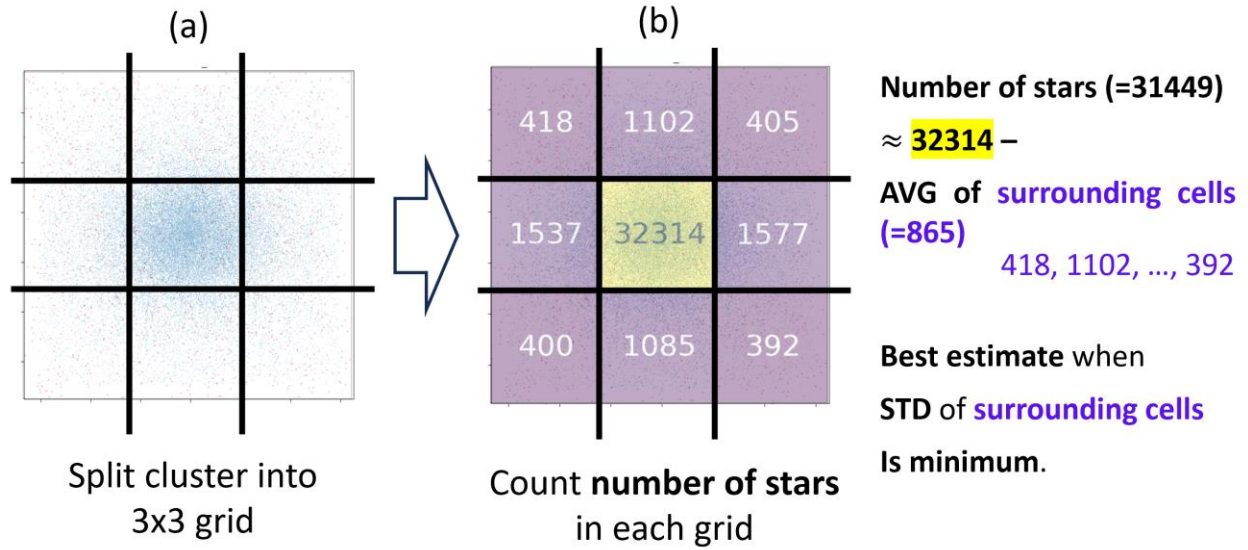 (a)
(b)
418 1102 405
1537 32314 1577
400 1085 392
Split cluster into
3x3 grid
Count number of stars
in each grid
Number of stars (=31449)
≈ 32314 –
AVG of surrounding cells
(=865)
418, 1102, ..., 392
Best estimate when
STD of surrounding cells
Is minimum.